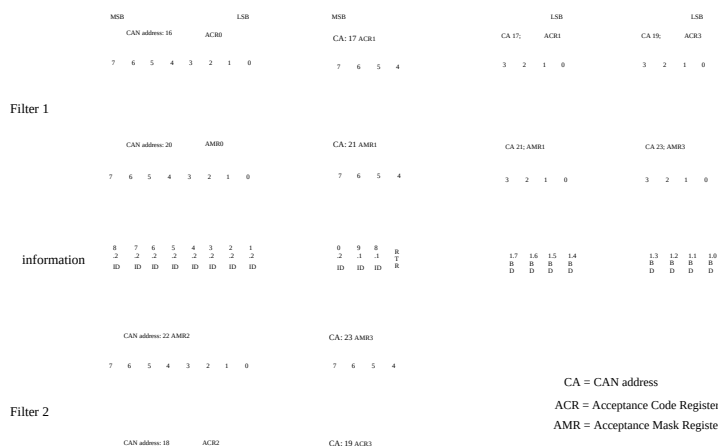 MSB LSB MSB LSB LSB
CAN address: 16 ACR0 CA: 17 ACR1 CA 17; ACR1 CA 19; ACR3
7 6 5 4 3 2 1 0 7 6 5 4 3 2 1 0 3 2 1 0
Filter 1
CAN address: 20 AMR0 CA: 21 AMR1 CA 21; AMR1 CA 23; AMR3
7 6 5 4 3 2 1 0 7 6 5 4 3 2 1 0 3 2 1 0
8 7 6 5 4 3 2 1 0 9 8 R 1.7 1.6 1.5 1.4 1.3 1.2 1.1 1.0
information .2 .2 .2 .2 .2 .2 .2 .2 .2 .1 .1 T B B B B B B B B
ID ID ID ID ID ID ID ID ID ID ID R D D D D D D D D
CAN address: 22 AMR2 CA: 23 AMR3
7 6 5 4 3 2 1 0 7 6 5 4
CA = CAN address
Filter 2 ACR = Acceptance Code Register
AMR = Acceptance Mask Registe
CAN address: 18 ACR2 CA: 19 ACR3